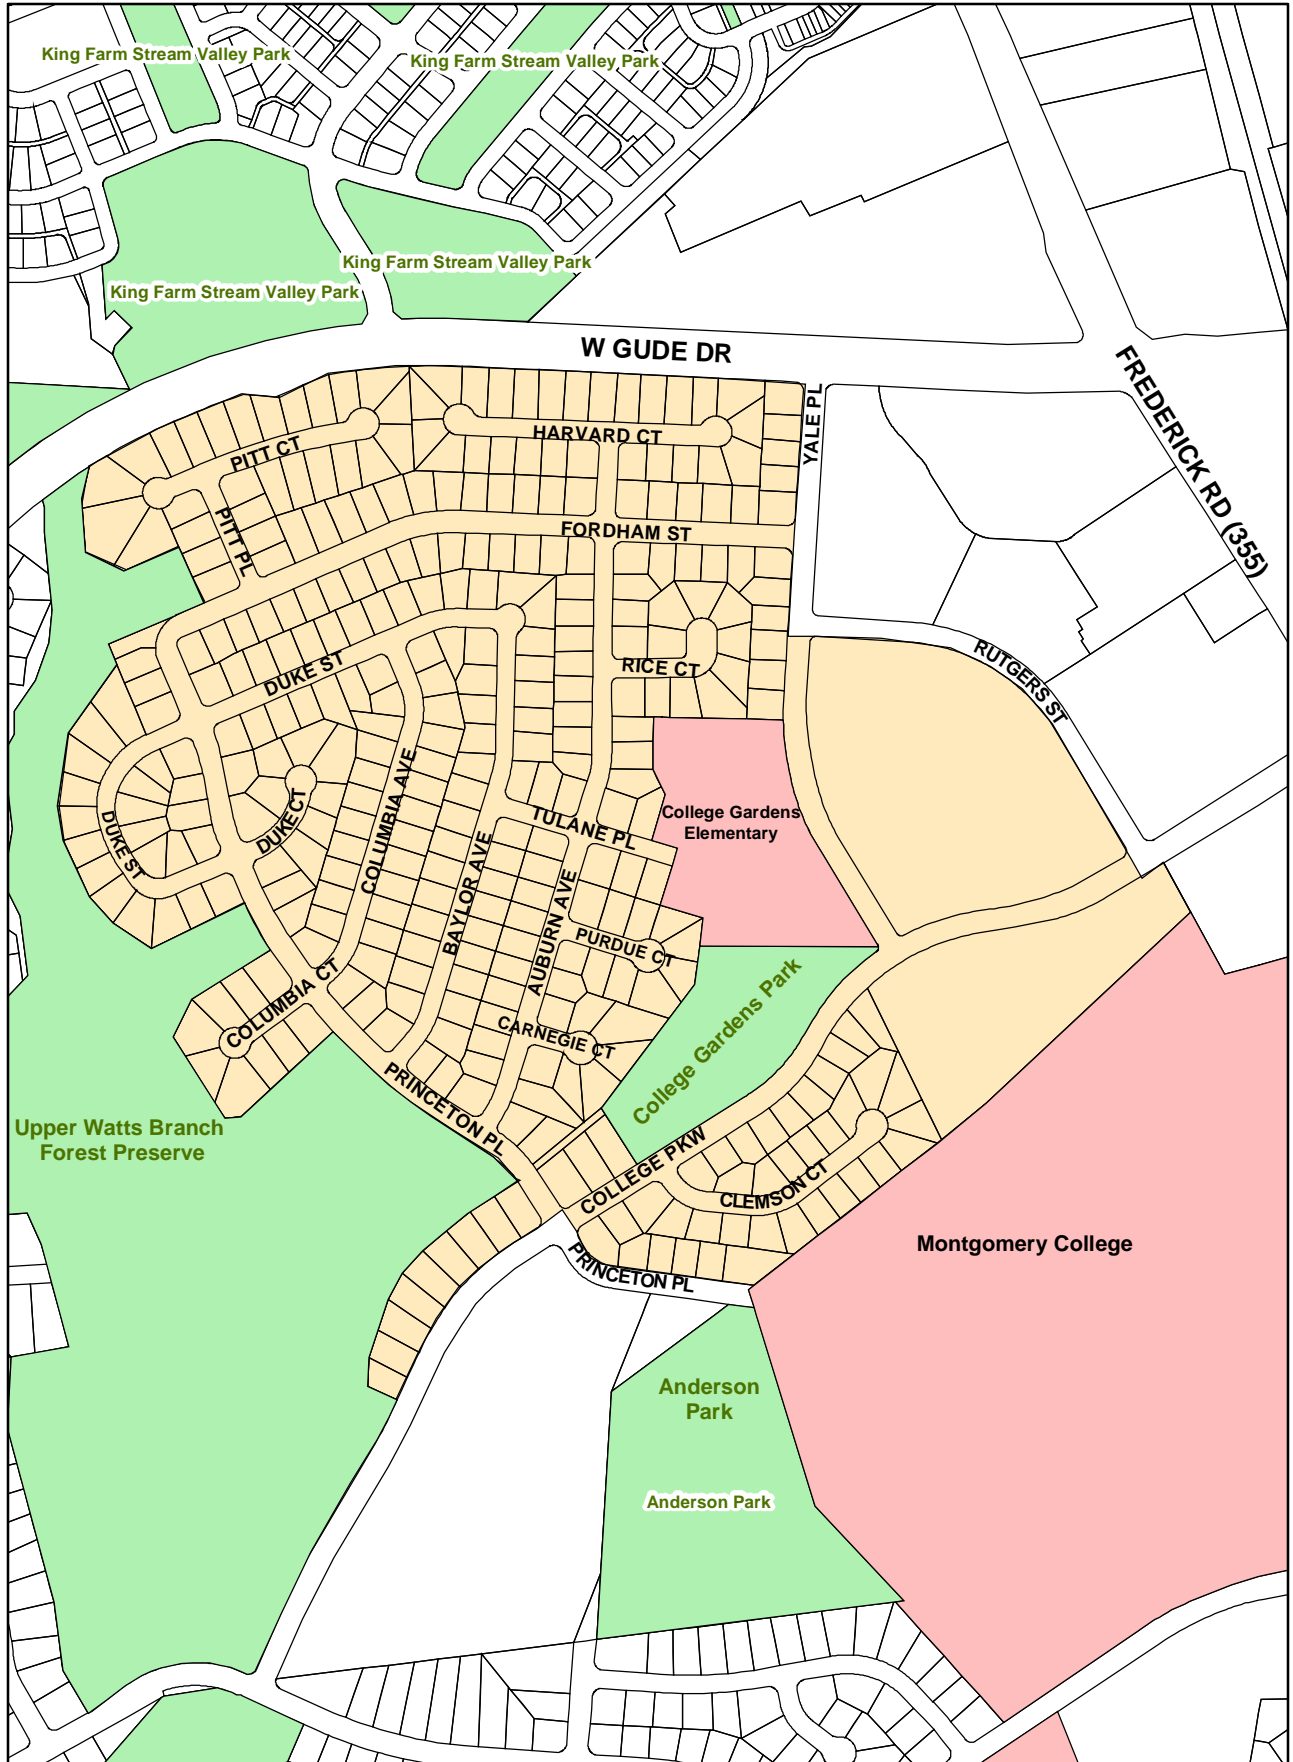 King Farm Stream Valley Park
King Farm Stream Valley Park
King Farm Stream Valley Park
King Farm Stream Valley Park
W GUDE DR
FREDERICK RD (355)
YALE PL
HARVARD CT
PITT CT
PITT PL
FORDHAM ST
RICE CT
RUTGERS ST
DUKE ST
DUKE ST
DUKE CT
COLUMBIA AVE
TULANE PL
College Gardens
Elementary
BAYLOR AVE
AUBURN AVE
PURDUE CT
COLUMBIA CT
CARNEGIE CT
College Gardens Park
PRINCETON PL
Upper Watts Branch
Forest Preserve
COLLEGE PKW
CLEMSON CT
PRINCETON PL
Montgomery College
Anderson
Park
Anderson Park